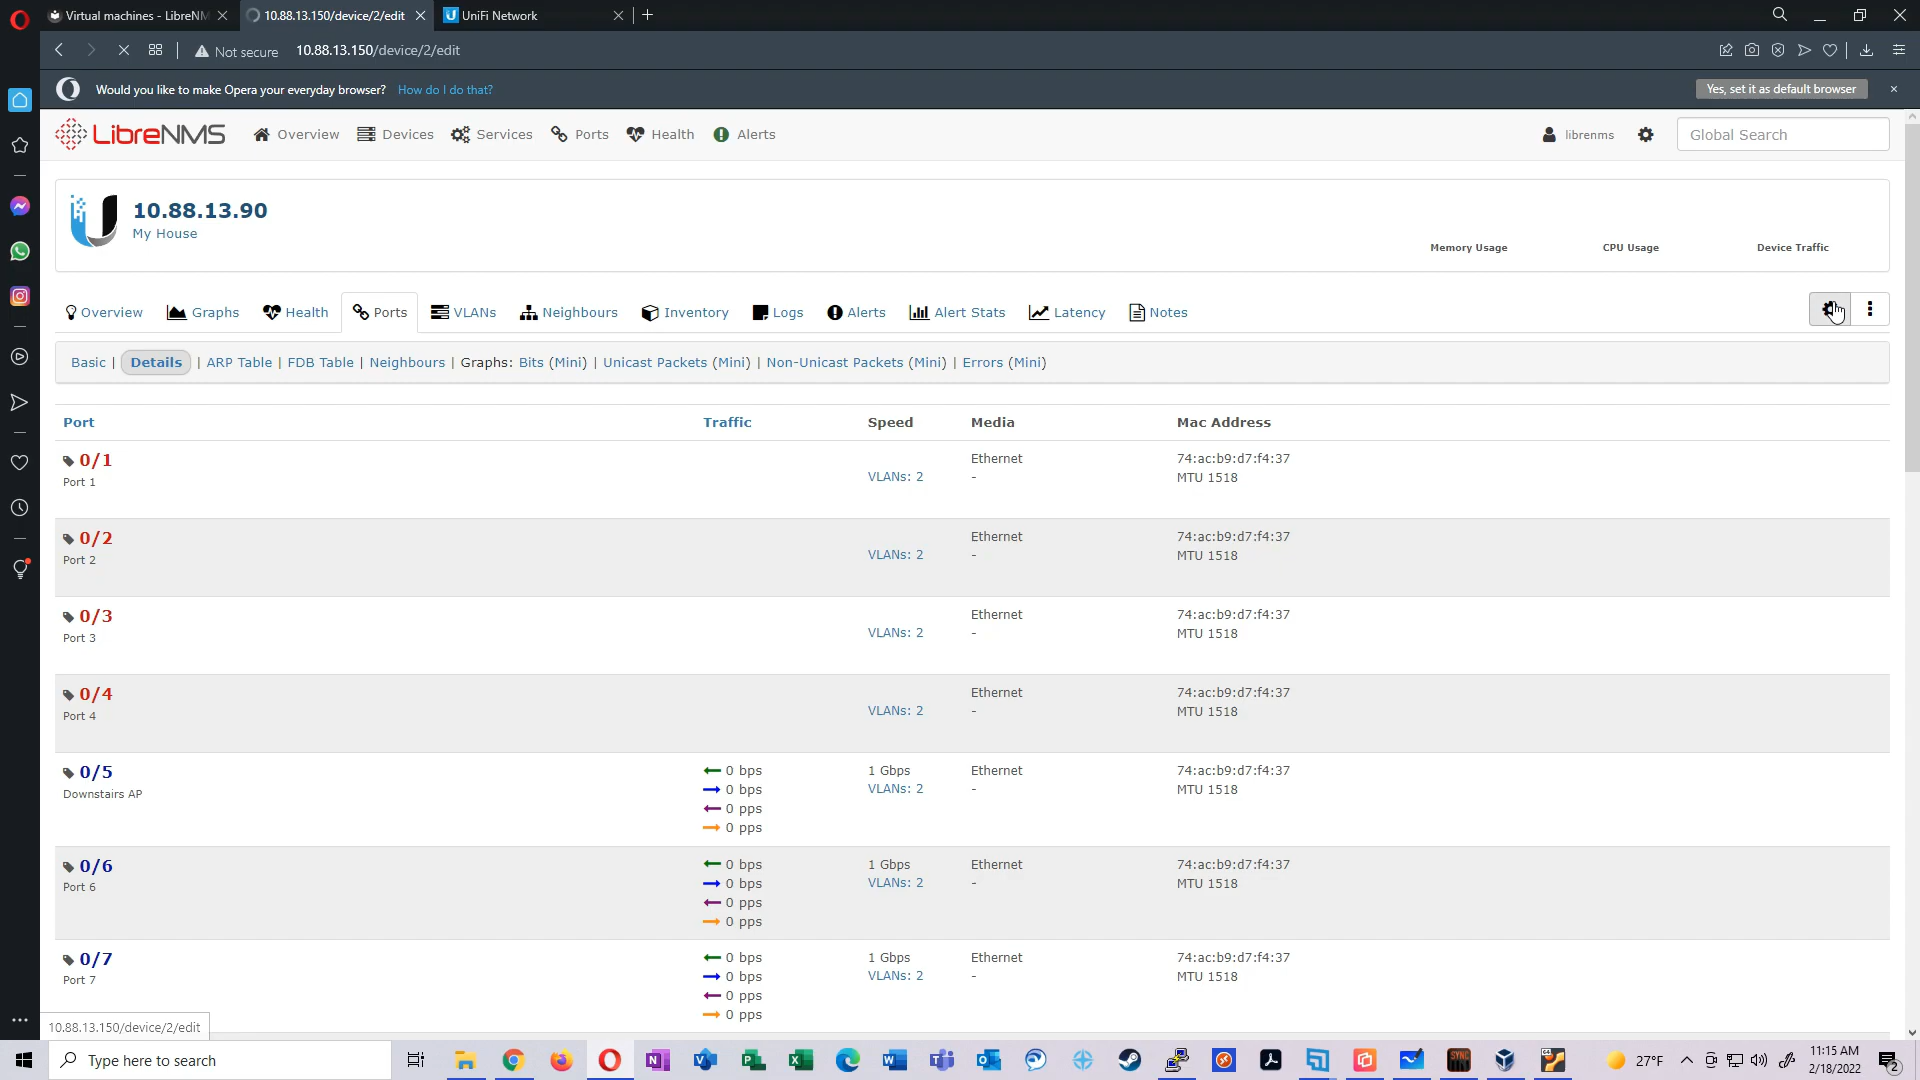 Virtual machines - LibreNM
10.88.13.150/device/2/edit
UniFi Network
Not secure
10.88.13.150/device/2/edit
Would you like to make Opera your everyday browser? How do I do that?
Yes, set it as default browser
LibreNMS
Overview Devices Services Ports Health Alerts
librenms
Global Search
10.88.13.90
My House
Memory Usage
CPU Usage
Device Traffic
Overview Graphs Health Ports VLANs Neighbours Inventory Logs Alerts Alert Stats Latency Notes
Basic | Details | ARP Table | FDB Table | Neighbours | Graphs: Bits (Mini) | Unicast Packets (Mini) | Non-Unicast Packets (Mini) | Errors (Mini)
Port Traffic Speed Media Mac Address
0/1 Ethernet 74:ac:b9:d7:f4:37
Port 1 VLANs: 2 - MTU 1518
0/2 Ethernet 74:ac:b9:d7:f4:37
Port 2 VLANs: 2 - MTU 1518
0/3 Ethernet 74:ac:b9:d7:f4:37
Port 3 VLANs: 2 - MTU 1518
0/4 Ethernet 74:ac:b9:d7:f4:37
Port 4 VLANs: 2 - MTU 1518
0/5 0 bps 1 Gbps Ethernet 74:ac:b9:d7:f4:37
Downstairs AP 0 bps VLANs: 2 - MTU 1518
0 pps
0 pps
0/6 0 bps 1 Gbps Ethernet 74:ac:b9:d7:f4:37
Port 6 0 bps VLANs: 2 - MTU 1518
0 pps
0 pps
0/7 0 bps 1 Gbps Ethernet 74:ac:b9:d7:f4:37
Port 7 0 bps VLANs: 2 - MTU 1518
0 pps
0 pps
10.88.13.150/device/2/edit
Type here to search
27°F
11:15 AM
2/18/2022
2